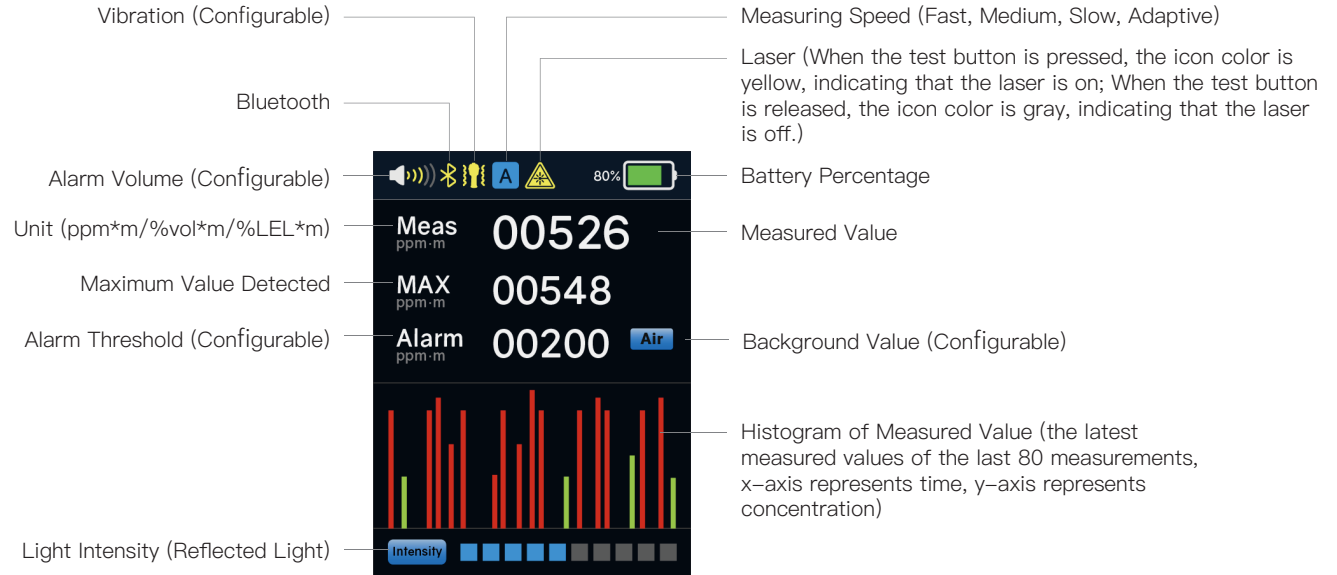 Vibration (Configurable)
Bluetooth
Alarm Volume (Configurable)
Unit (ppm*m/%vol*m/%LEL*m)
Maximum Value Detected
Alarm Threshold (Configurable)
Light Intensity (Reflected Light)
A
80%
Meas
ppm·m
00526
MAX
ppm·m
00548
Alarm
ppm·m
00200
Air
Intensity
Measuring Speed (Fast, Medium, Slow, Adaptive)
Laser (When the test button is pressed, the icon color is
yellow, indicating that the laser is on; When the test button
is released, the icon color is gray, indicating that the laser
is off.)
Battery Percentage
Measured Value
Background Value (Configurable)
Histogram of Measured Value (the latest
measured values of the last 80 measurements,
x-axis represents time, y-axis represents
concentration)